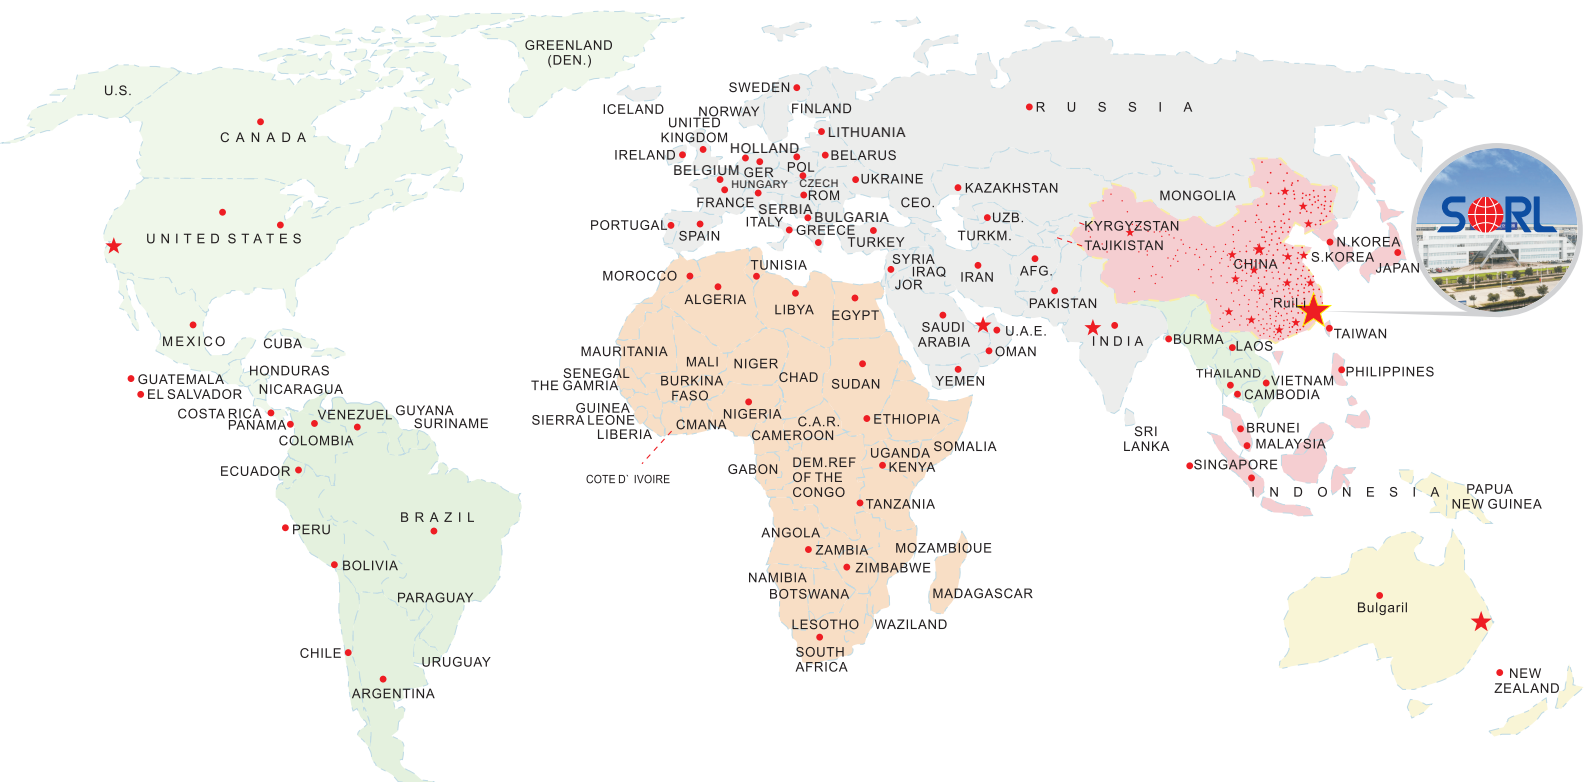 GREENLAND
(DEN.)
U.S.
CANADA
UNITED STATES
MEXICO
CUBA
HONDURAS
NICARAGUA
GUATEMALA
EL SALVADOR
COSTA RICA
PANAMA
VENEZUEL
GUYANA
SURINAME
COLOMBIA
ECUADOR
BRAZIL
PERU
BOLIVIA
PARAGUAY
CHILE
URUGUAY
ARGENTINA
SWEDEN
ICELAND
NORWAY
FINLAND
UNITED
KINGDOM
LITHUANIA
IRELAND
HOLLAND
BELARUS
BELGIUM
GER
POL
HUNGARY
CZECH
UKRAINE
FRANCE
ROM
SERBIA
CEO.
PORTUGAL
SPAIN
ITALY
BULGARIA
GREECE
TURKEY
RUSSIA
KAZAKHSTAN
MONGOLIA
UZB.
TURKM.
KYRGYZSTAN
TAJIKISTAN
CHINA
N.KOREA
S.KOREA
JAPAN
SORL
RuiLi
TAIWAN
MOROCCO
TUNISIA
ALGERIA
LIBYA
EGYPT
SYRIA
IRAQ
JOR
IRAN
AFG.
PAKISTAN
SAUDI
ARABIA
U.A.E.
OMAN
YEMEN
INDIA
BURMA
LAOS
THAILAND
VIETNAM
CAMBODIA
PHILIPPINES
SRI
LANKA
BRUNEI
MALAYSIA
SINGAPORE
INDONESIA
PAPUA
NEW GUINEA
MAURITANIA
MALI
NIGER
CHAD
SUDAN
SENEGAL
THE GAMRIA
BURKINA
FASO
GUINEA
SIERRA LEONE
LIBERIA
CMANA
NIGERIA
C.A.R.
CAMEROON
ETHIOPIA
SOMALIA
COTE D` IVOIRE
GABON
DEM.REF
OF THE
CONGO
UGANDA
KENYA
TANZANIA
ANGOLA
ZAMBIA
MOZAMBIOUE
ZIMBABWE
NAMIBIA
BOTSWANA
MADAGASCAR
LESOTHO
WAZILAND
SOUTH
AFRICA
Bulgaril
NEW
ZEALAND